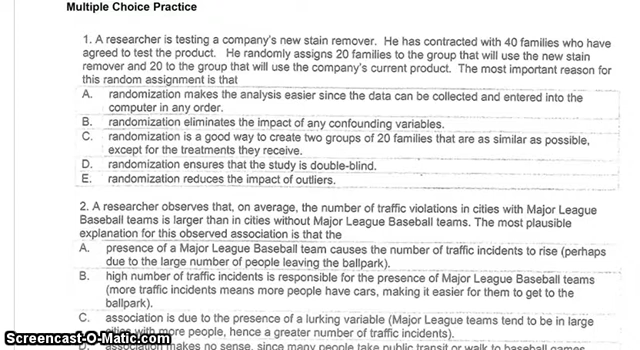 Multiple Choice Practice
1. A researcher is testing a company's new stain remover. He has contracted with 40 families who have
agreed to test the product. He randomly assigns 20 families to the group that will use the new stain
remover and 20 to the group that will use the company's current product. The most important reason for
this random assignment is that
A. randomization makes the analysis easier since the data can be collected and entered into the
computer in any order.
B. randomization eliminates the impact of any confounding variables.
C. randomization is a good way to create two groups of 20 families that are as similar as possible,
except for the treatments they receive.
D. randomization ensures that the study is double-blind.
E. randomization reduces the impact of outliers.
2. A researcher observes that, on average, the number of traffic violations in cities with Major League
Baseball teams is larger than in cities without Major League Baseball teams. The most plausible
explanation for this observed association is that the
A. presence of a Major League Baseball team causes the number of traffic incidents to rise (perhaps
due to the large number of people leaving the ballpark).
B. high number of traffic incidents is responsible for the presence of Major League Baseball teams
(more traffic incidents means more people have cars, making it easier for them to get to the
ballpark).
C. association is due to the presence of a lurking variable (Major League teams tend to be in large
cities with more people, hence a greater number of traffic incidents).
D. association makes no sense, since many people take public transit or walk to baseball games
Screencast-O-Matic.com